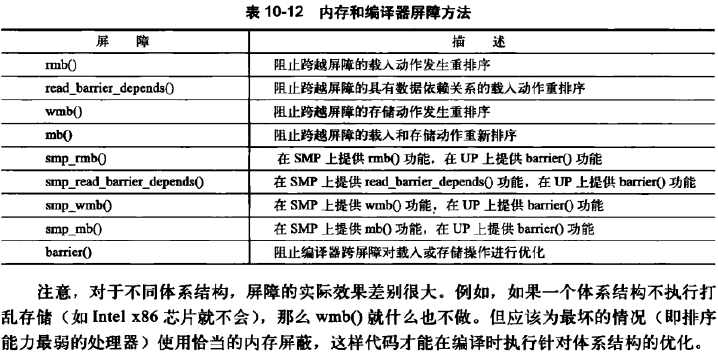 表 10-12 内存和编译器屏障方法
屏 障 描 述
rmb() 阻止跨越屏障的载入动作发生重排序
read_barrier_depends() 阻止跨越屏障的具有数据依赖关系的载入动作重排序
wmb() 阻止跨越屏障的存储动作发生重排序
mb() 阻止跨越屏障的载入和存储动作重新排序
smp_rmb() 在 SMP 上提供 rmb() 功能，在 UP 上提供 barrier() 功能
smp_read_barrier_depends() 在 SMP 上提供 read_barrier_depends() 功能，在 UP 上提供 barrier() 功能
smp_wmb() 在 SMP 上提供 wmb() 功能，在 UP 上提供 barrier() 功能
smp_mb() 在 SMP 上提供 mb() 功能，在 UP 上提供 barrier() 功能
barrier() 阻止编译器跨屏障对载入或存储操作进行优化
注意，对于不同体系结构，屏障的实际效果差别很大。例如，如果一个体系结构不执行打
乱存储（如 Intel x86 芯片就不会），那么 wmb() 就什么也不做。但应该为最坏的情况（即排序
能力最弱的处理器）使用恰当的内存屏蔽，这样代码才能在编译时执行针对体系结构的优化。